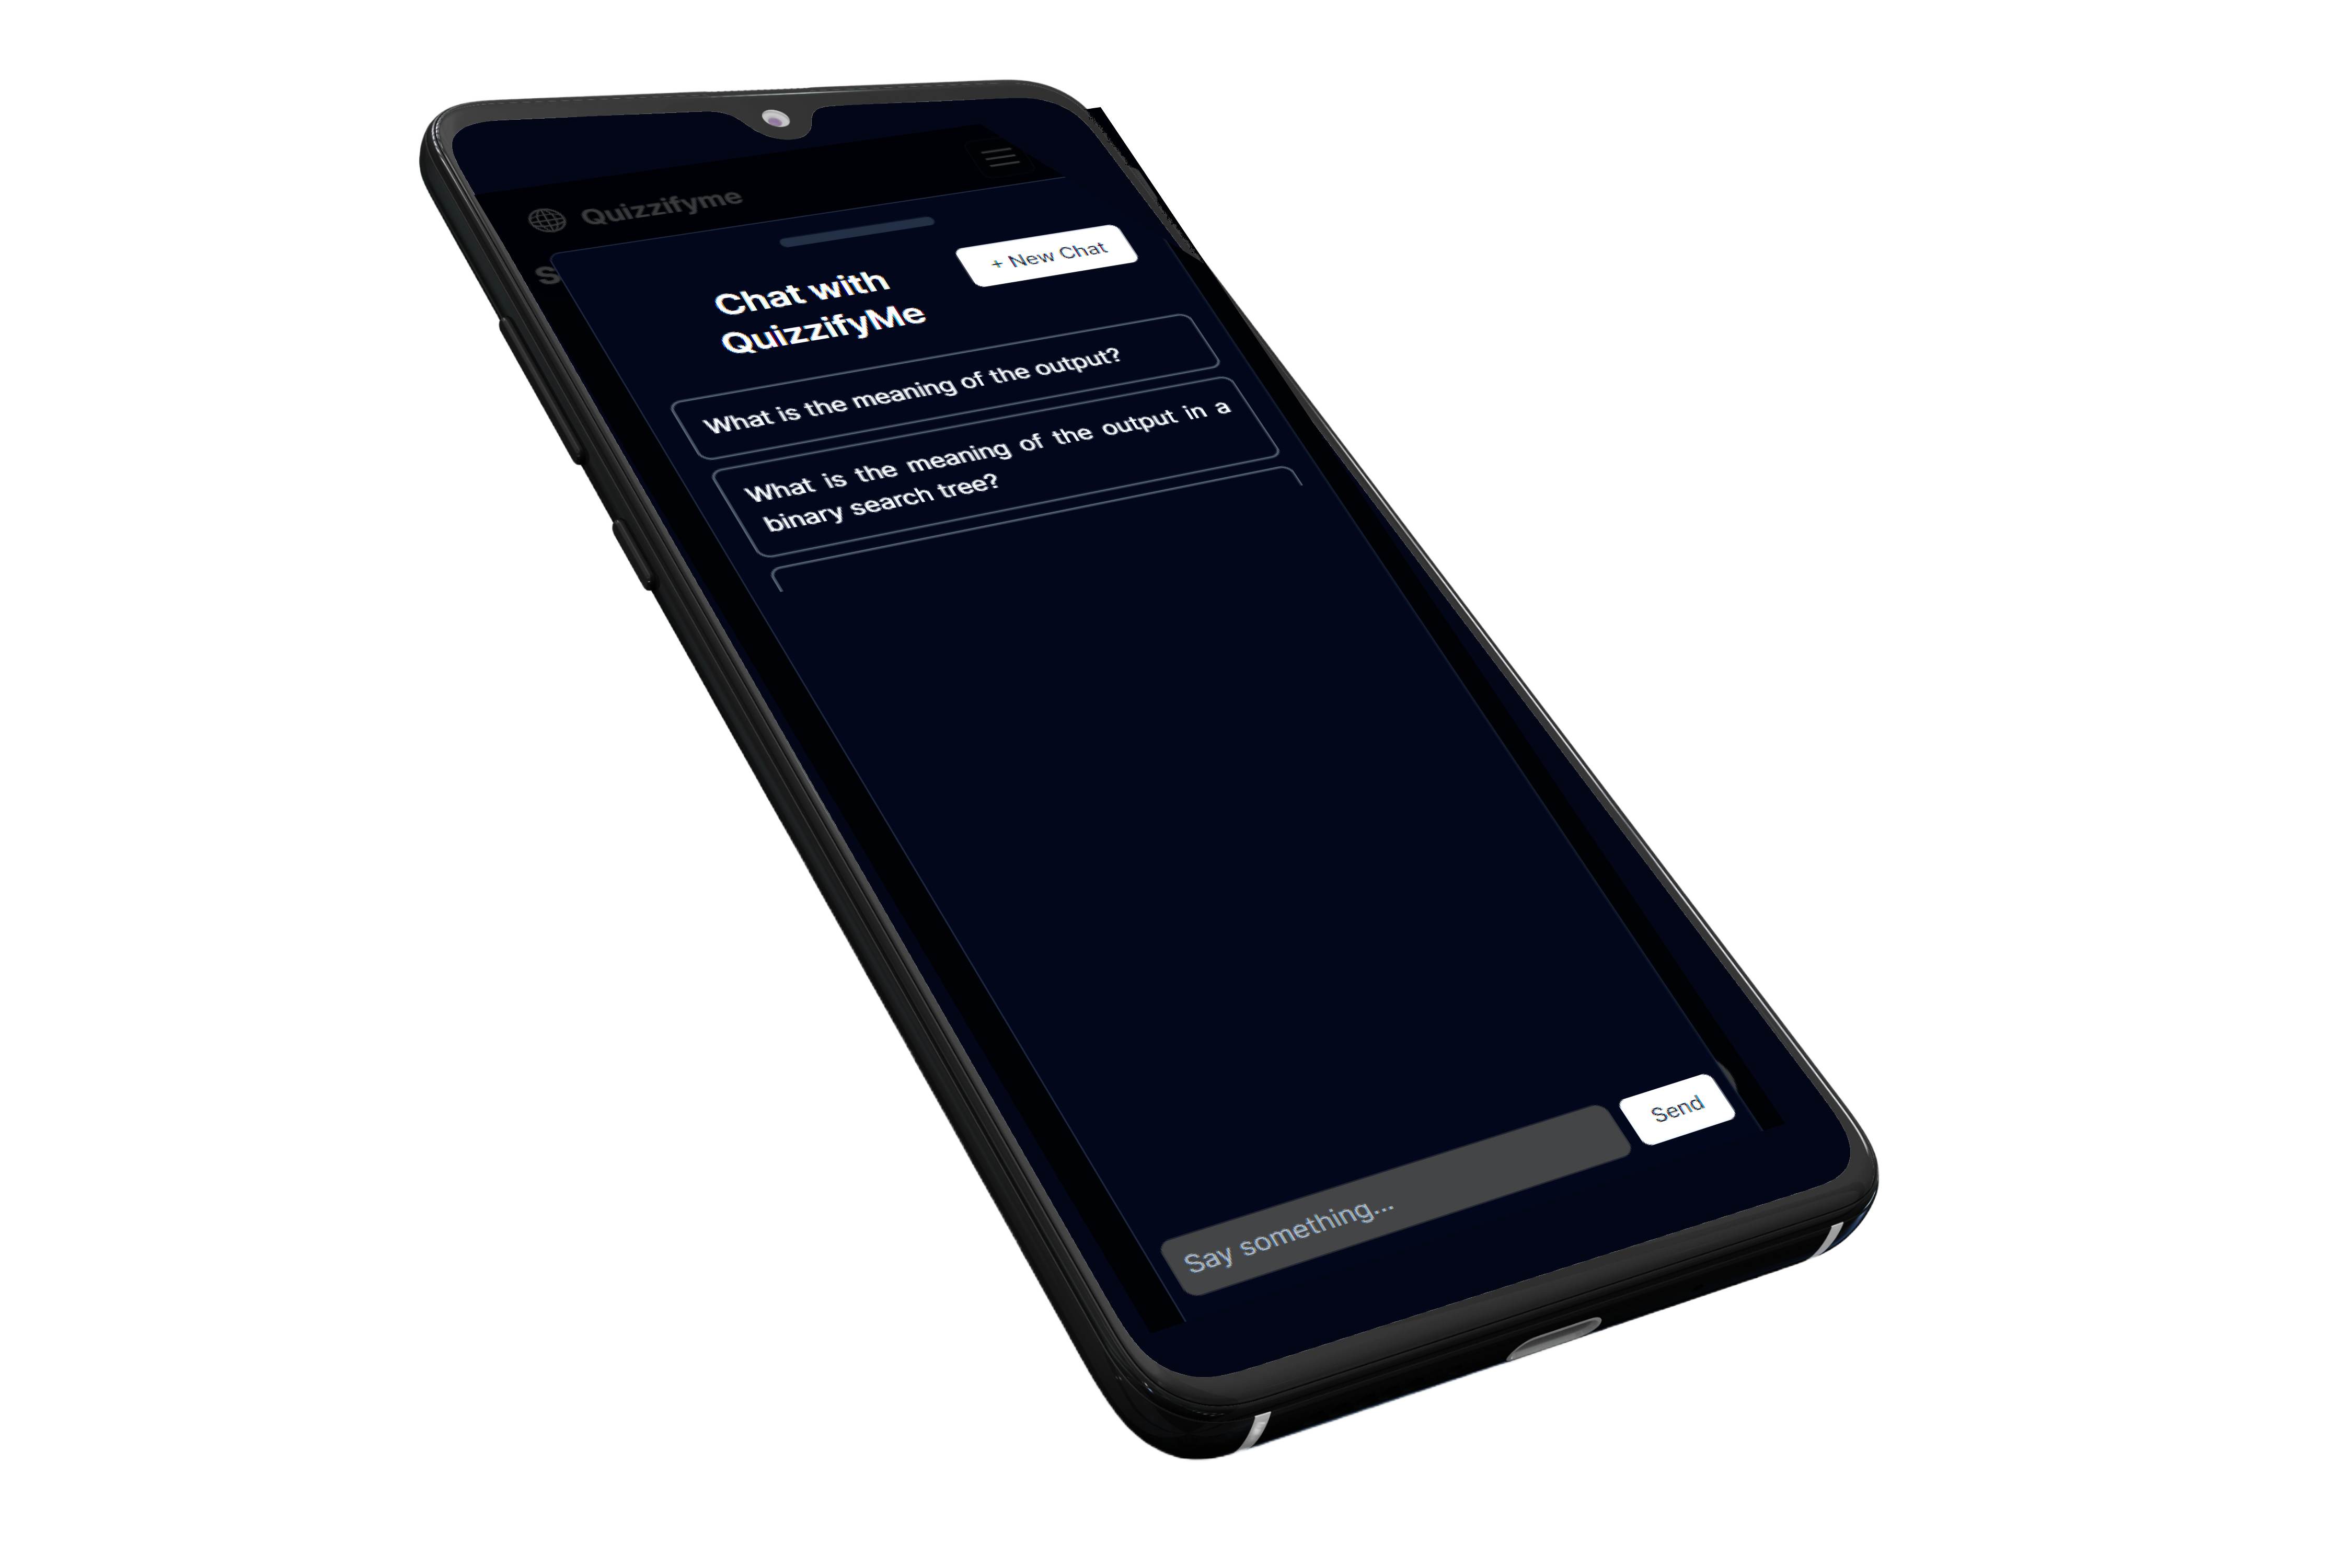 Quizzifyme
S
Chat with
QuizzifyMe
+ New Chat
What is the meaning of the output?
What is the meaning of the output in a
binary search tree?
Say something...
Send